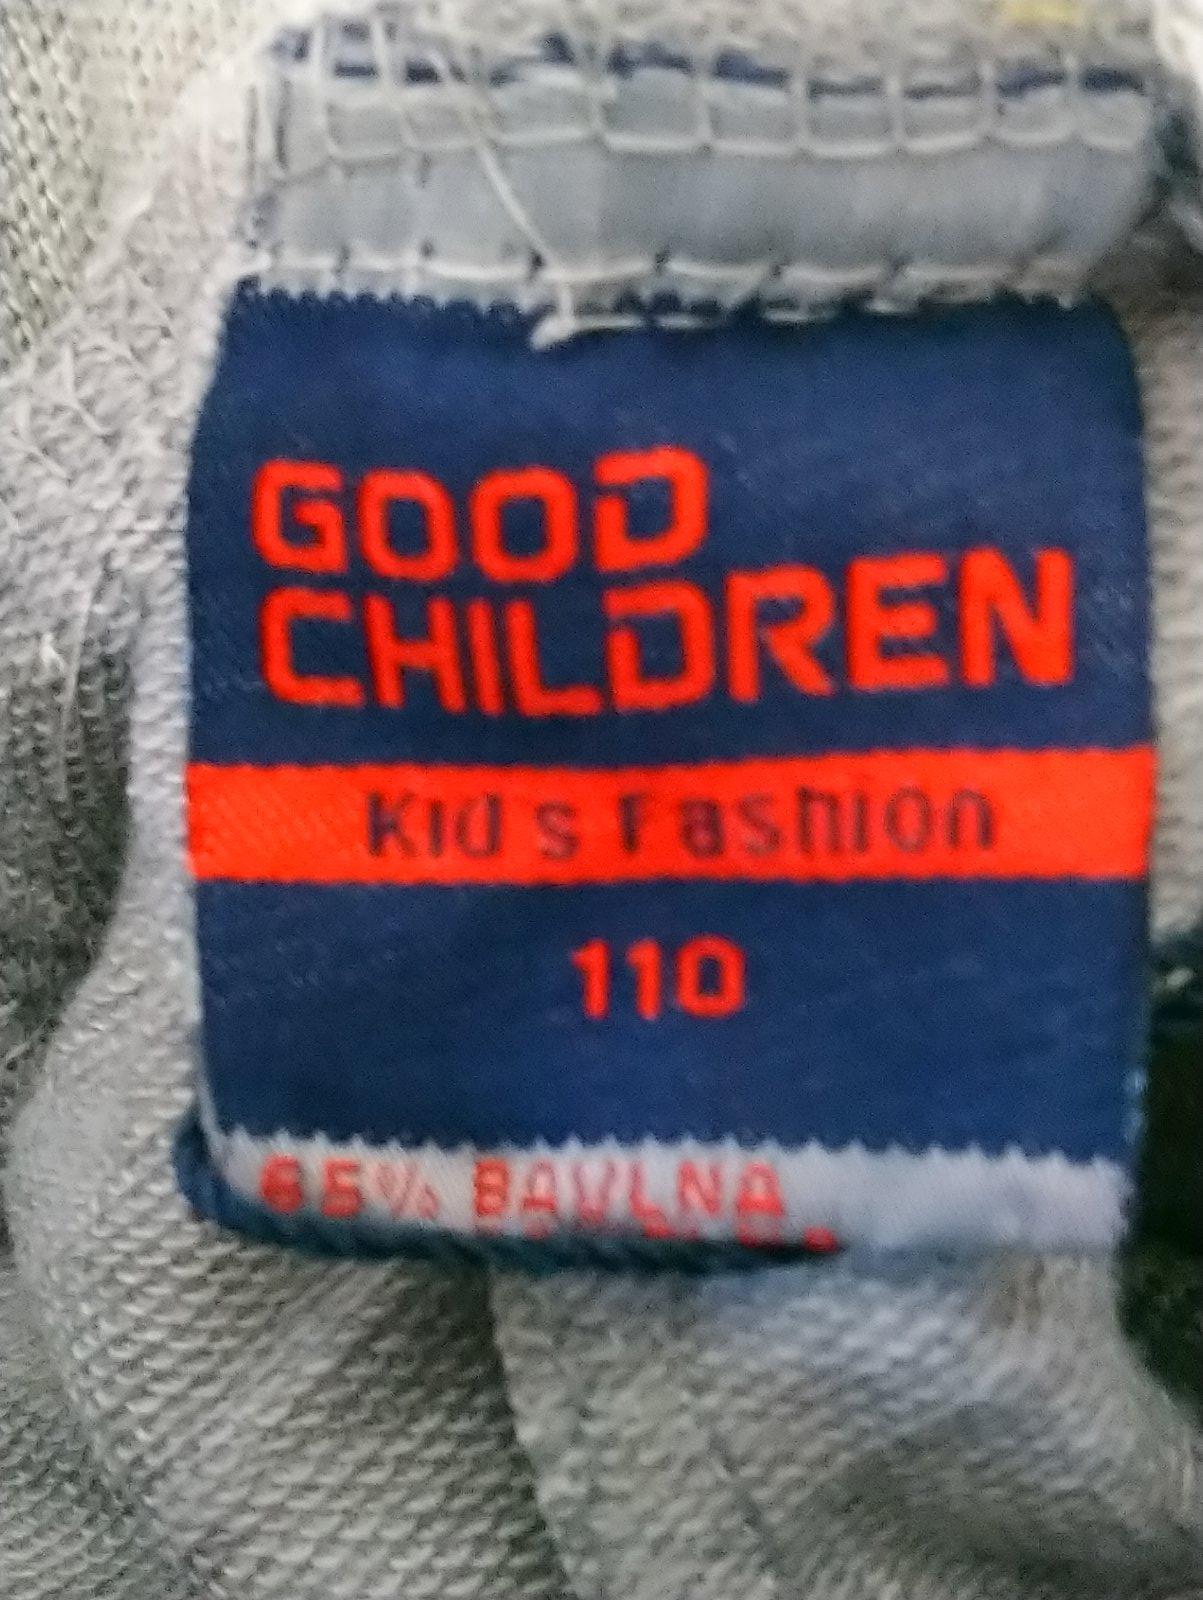 GOOD
CHILDREN
Kid's Fashion
110
65% BAVLNA